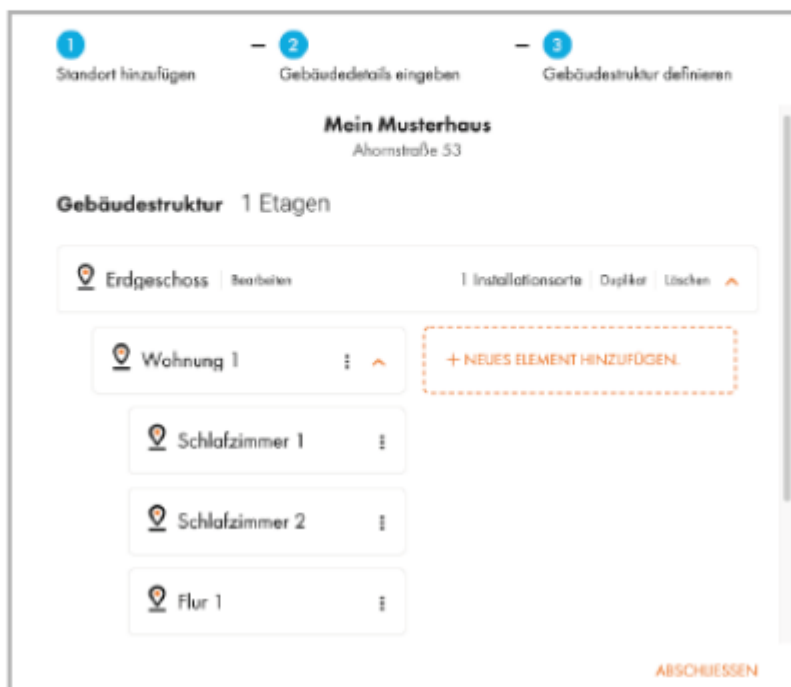 1 – 2 – 3
Standort hinzufügen Gebäudedetails eingeben Gebäudestruktur definieren
Mein Musterhaus
Ahornstraße 53
Gebäudestruktur 1 Etagen
Erdgeschoss Bearbeiten 1 Installationsorte Duplikat Löschen
Wohnung 1 + NEUES ELEMENT HINZUFÜGEN.
Schlafzimmer 1
Schlafzimmer 2
Flur 1
ABSCHLIESSEN